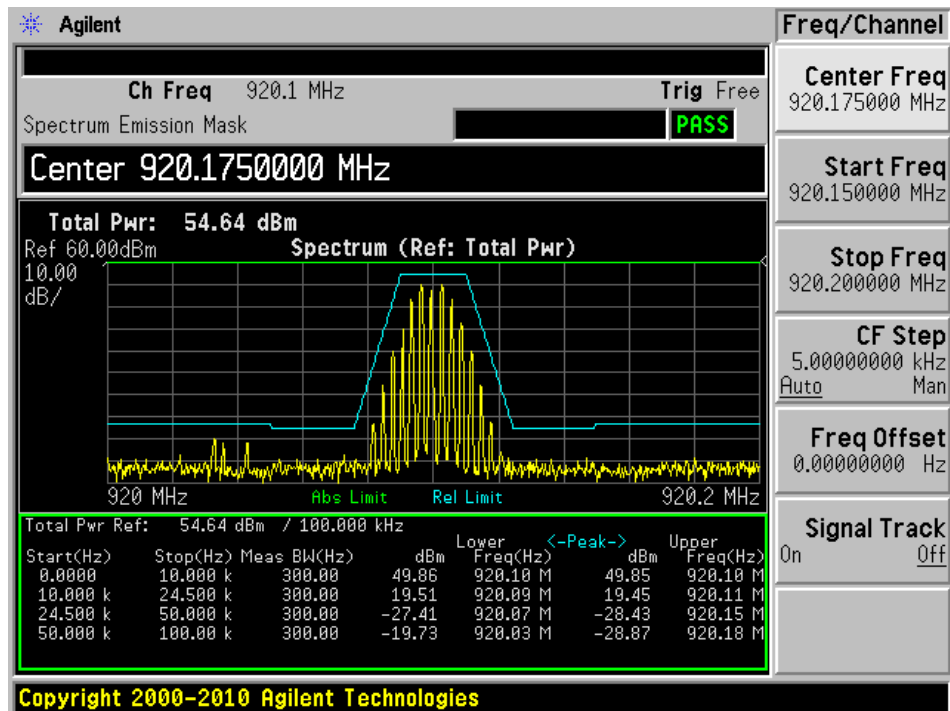 Agilent
Freq/Channel
Ch Freq 920.1 MHz Trig Free
Spectrum Emission Mask PASS
Center 920.1750000 MHz
Total Pwr: 54.64 dBm
Ref 60.00dBm Spectrum (Ref: Total Pwr)
10.00
dB/
920 MHz Abs Limit Rel Limit 920.2 MHz
Total Pwr Ref: 54.64 dBm / 100.000 kHz
Lower <-Peak-> Upper
Start(Hz) Stop(Hz) Meas BW(Hz) dBm Freq(Hz) dBm Freq(Hz)
0.0000 10.000 k 300.00 49.86 920.10 M 49.85 920.10 M
10.000 k 24.500 k 300.00 19.51 920.09 M 19.45 920.11 M
24.500 k 50.000 k 300.00 -27.41 920.07 M -28.43 920.15 M
50.000 k 100.00 k 300.00 -19.73 920.03 M -28.87 920.18 M
Center Freq
920.175000 MHz
Start Freq
920.150000 MHz
Stop Freq
920.200000 MHz
CF Step
5.00000000 kHz
Auto Man
Freq Offset
0.00000000 Hz
Signal Track
On Off
Copyright 2000-2010 Agilent Technologies